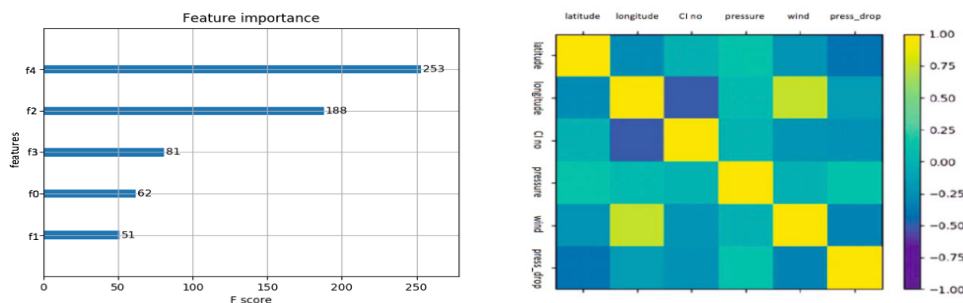 Feature importance
features
f4
253
f2
188
f3
81
f0
62
f1
51
0
50
100
150
200
250
F score
latitude longitude CI no pressure wind press_drop
latitude
longitude
CI no
pressure
wind
press_drop
1.00
0.75
0.50
0.25
0.00
−0.25
−0.50
−0.75
−1.00